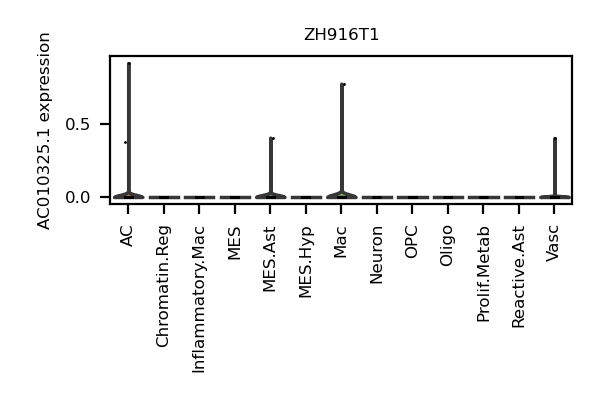 ZH916T1
AC010325.1 expression
0.5
0.0
AC
Chromatin.Reg
Inflammatory.Mac
MES
MES.Ast
MES.Hyp
Mac
Neuron
OPC
Oligo
Prolif.Metab
Reactive.Ast
Vasc